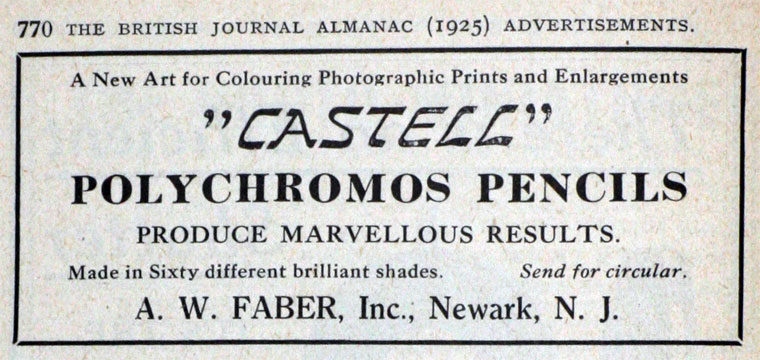 770 THE BRITISH JOURNAL ALMANAC (1925) ADVERTISEMENTS.
A New Art for Colouring Photographic Prints and Enlargements
"CASTELL"
POLYCHROMOS PENCILS
PRODUCE MARVELLOUS RESULTS.
Made in Sixty different brilliant shades. Send for circular.
A. W. FABER, Inc., Newark, N. J.